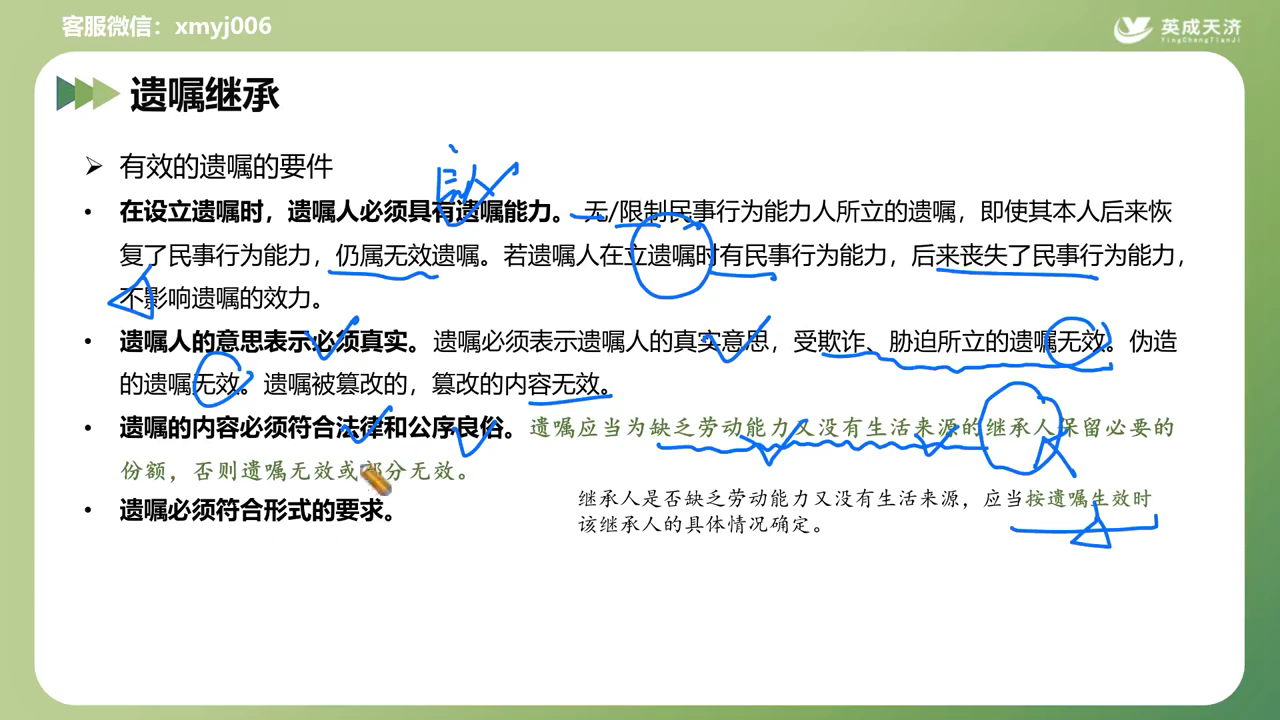 客服微信：xmyj006
英成天济
YingChengTianJi
遗嘱继承
➢ 有效的遗嘱的要件
• 在设立遗嘱时，遗嘱人必须具有遗嘱能力。无/限制民事行为能力人所立的遗嘱，即使其本人后来恢
复了民事行为能力，仍属无效遗嘱。若遗嘱人在立遗嘱时有民事行为能力，后来丧失了民事行为能力，
不影响遗嘱的效力。
• 遗嘱人的意思表示必须真实。遗嘱必须表示遗嘱人的真实意思，受欺诈、胁迫所立的遗嘱无效。伪造
的遗嘱无效。遗嘱被篡改的，篡改的内容无效。
• 遗嘱的内容必须符合法律和公序良俗。遗嘱应当为缺乏劳动能力又没有生活来源的继承人保留必要的
份额，否则遗嘱无效或部分无效。
• 遗嘱必须符合形式的要求。
继承人是否缺乏劳动能力又没有生活来源，应当按遗嘱生效时
该继承人的具体情况确定。